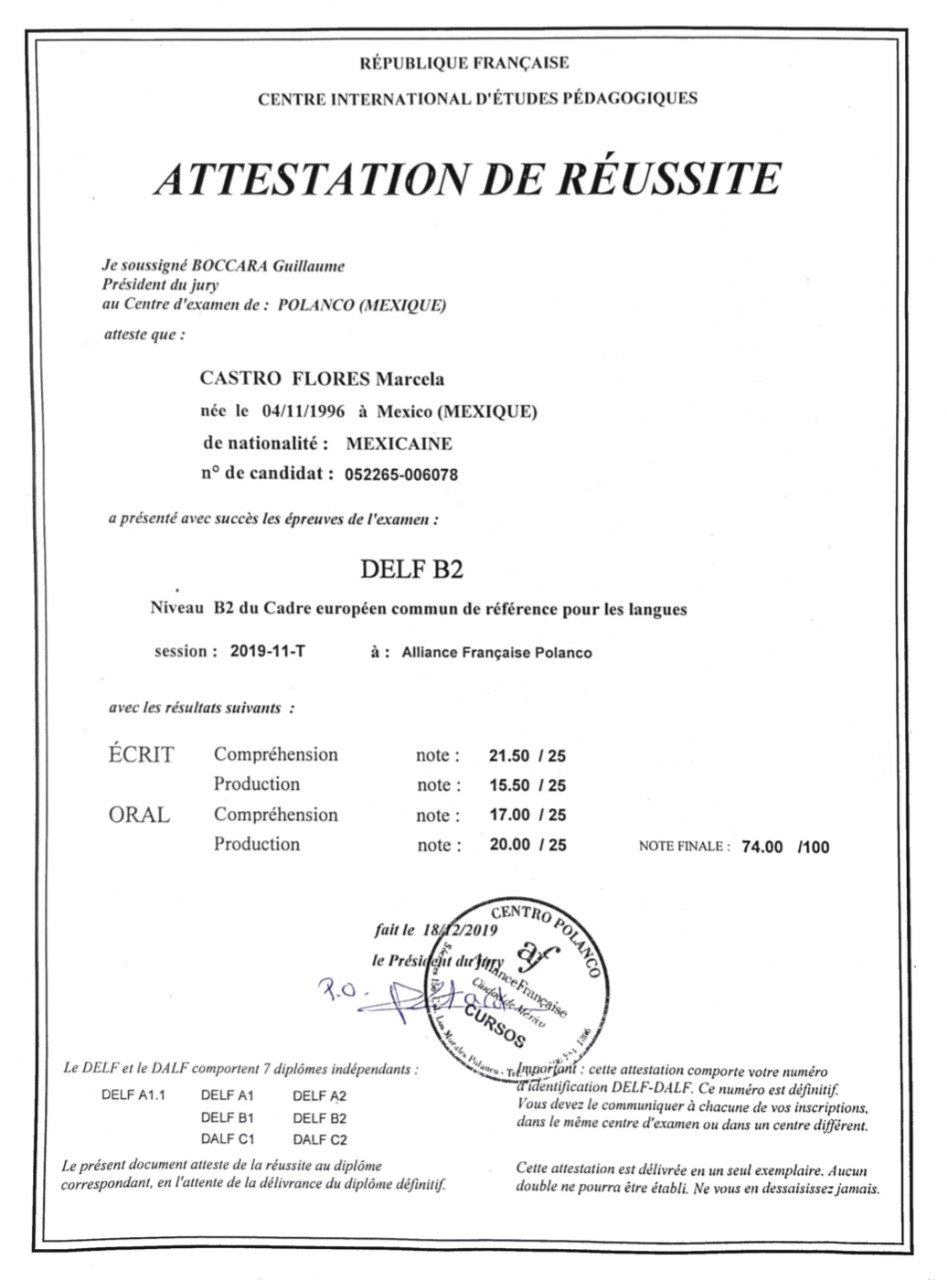 RÉPUBLIQUE FRANÇAISE
CENTRE INTERNATIONAL D'ÉTUDES PÉDAGOGIQUES
ATTESTATION DE RÉUSSITE
Je soussigné BOCCARA Guillaume
Président du jury
au Centre d'examen de : POLANCO (MEXIQUE)
atteste que :
CASTRO FLORES Marcela
née le 04/11/1996 à Mexico (MEXIQUE)
de nationalité : MEXICAINE
n° de candidat : 052265-006078
a présenté avec succès les épreuves de l'examen :
DELF B2
Niveau B2 du Cadre européen commun de référence pour les langues
session : 2019-11-T à : Alliance Française Polanco
avec les résultats suivants :
ÉCRIT Compréhension note : 21.50 / 25
Production note : 15.50 / 25
ORAL Compréhension note : 17.00 / 25
Production note : 20.00 / 25 NOTE FINALE : 74.00 /100
fait le 18/12/2019
le Président du jury
P.O.
CENTRO POLANCO
af
Alliance Française
Ciudad de México
CURSOS
Los Morales Polanco - Tel.
Le DELF et le DALF comportent 7 diplômes indépendants :
DELF A1.1 DELF A1 DELF A2
DELF B1 DELF B2
DALF C1 DALF C2
Le présent document atteste de la réussite au diplôme
correspondant, en l'attente de la délivrance du diplôme définitif.
Important : cette attestation comporte votre numéro
d'identification DELF-DALF. Ce numéro est définitif.
Vous devez le communiquer à chacune de vos inscriptions,
dans le même centre d'examen ou dans un centre différent.
Cette attestation est délivrée en un seul exemplaire. Aucun
double ne pourra être établi. Ne vous en dessaisissez jamais.